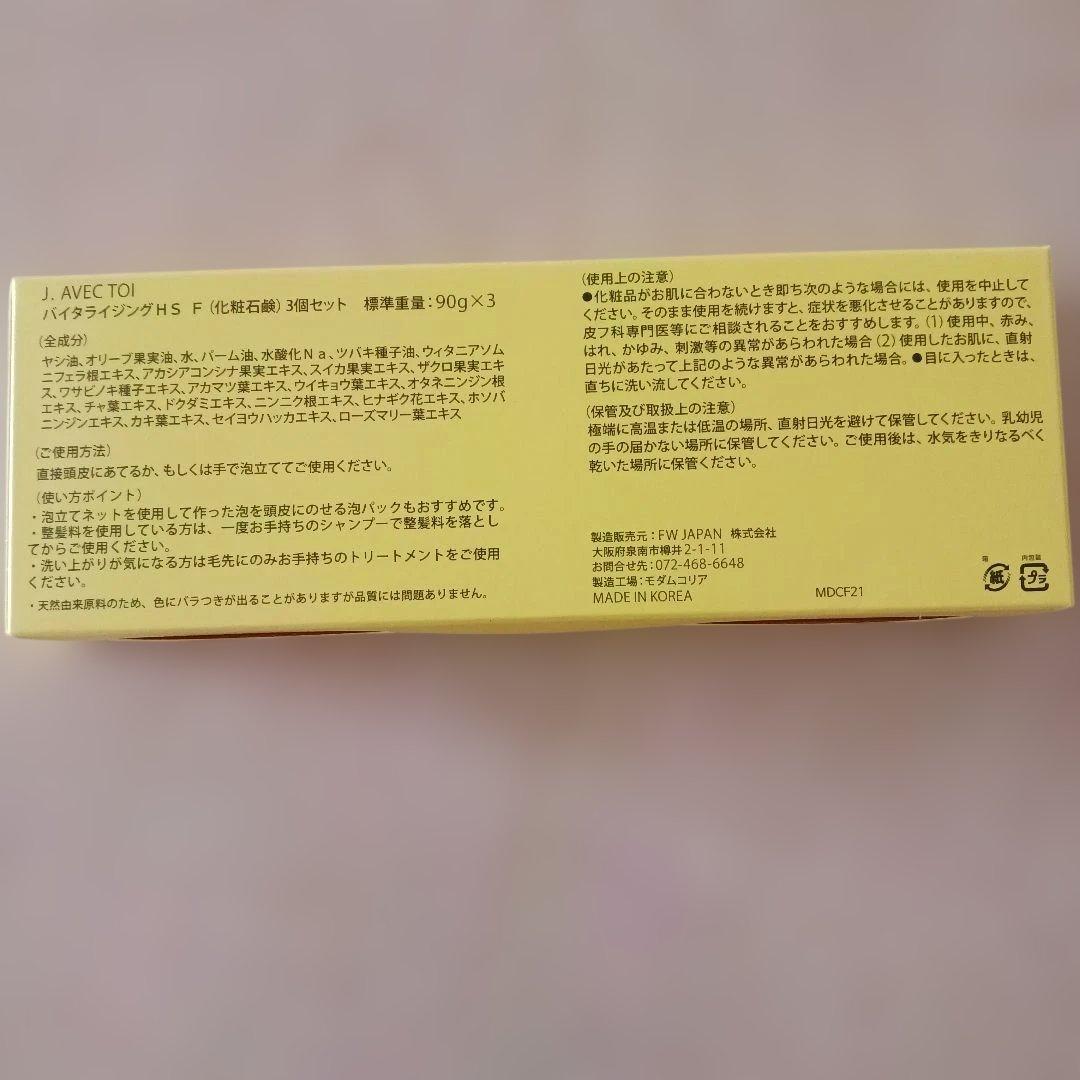 J. AVEC TOI
バイタライジングHS F (化粧石鹸) 3個セット 標準重量：90g×3
(全成分)
ヤシ油、オリーブ果実油、水、パーム油、水酸化Na、ツバキ種子油、ウィタニアソム
ニフェラ根エキス、アカシアコンシナ果実エキス、スイカ果実エキス、ザクロ果実エキ
ス、ワサビノキ種子エキス、アカマツ葉エキス、ウイキョウ葉エキス、オタネニンジン根
エキス、チャ葉エキス、ドクダミエキス、ニンニク根エキス、ヒナギク花エキス、ホソバ
ニンジンエキス、カキ葉エキス、セイヨウハッカエキス、ローズマリー葉エキス
(ご使用方法)
直接頭皮にあてるか、もしくは手で泡立ててご使用ください。
(使い方ポイント)
・泡立てネットを使用して作った泡を頭皮にのせる泡パックもおすすめです。
・整髪料を使用している方は、一度お手持ちのシャンプーで整髪料を落とし
てからご使用ください。
・洗い上がりが気になる方は毛先にのみお手持ちのトリートメントをご使用
ください。
・天然由来原料のため、色にバラつきが出ることがありますが品質には問題ありません。
(使用上の注意)
●化粧品がお肌に合わないとき即ち次のような場合には、使用を中止して
ください。そのまま使用を続けますと、症状を悪化させることがありますので、
皮フ科専門医等にご相談されることをおすすめします。(1)使用中、赤み、
はれ、かゆみ、刺激等の異常があらわれた場合(2)使用したお肌に、直射
日光があたって上記のような異常があらわれた場合。●目に入ったときは、
直ちに洗い流してください。
(保管及び取扱上の注意)
極端に高温または低温の場所、直射日光を避けて保管してください。乳幼児
の手の届かない場所に保管してください。ご使用後は、水気をきりなるべく
乾いた場所に保管ください。
製造販売元：FW JAPAN 株式会社
大阪府泉南市樽井2-1-11
お問合せ先：072-468-6648
製造工場：モダムコリア
MADE IN KOREA
MDCF21
箱
紙
内包装
プラ